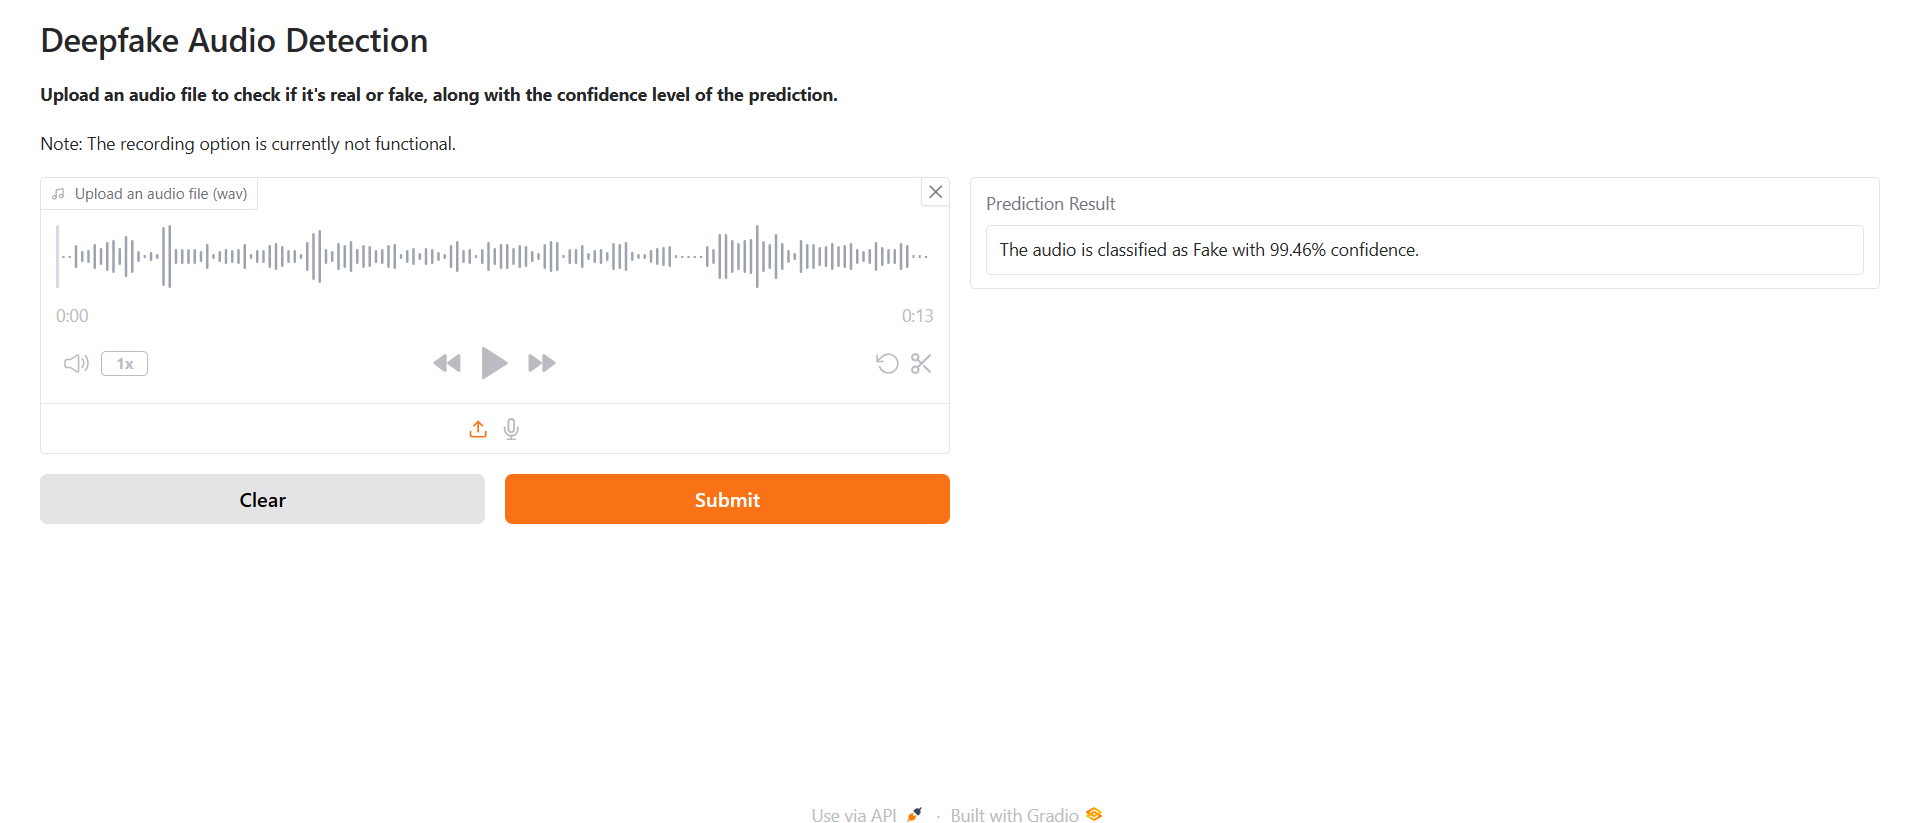 Deepfake Audio Detection
Upload an audio file to check if it's real or fake, along with the confidence level of the prediction.
Note: The recording option is currently not functional.
Upload an audio file (wav)
0:00
0:13
1x
Clear
Submit
Prediction Result
The audio is classified as Fake with 99.46% confidence.
Use via API · Built with Gradio